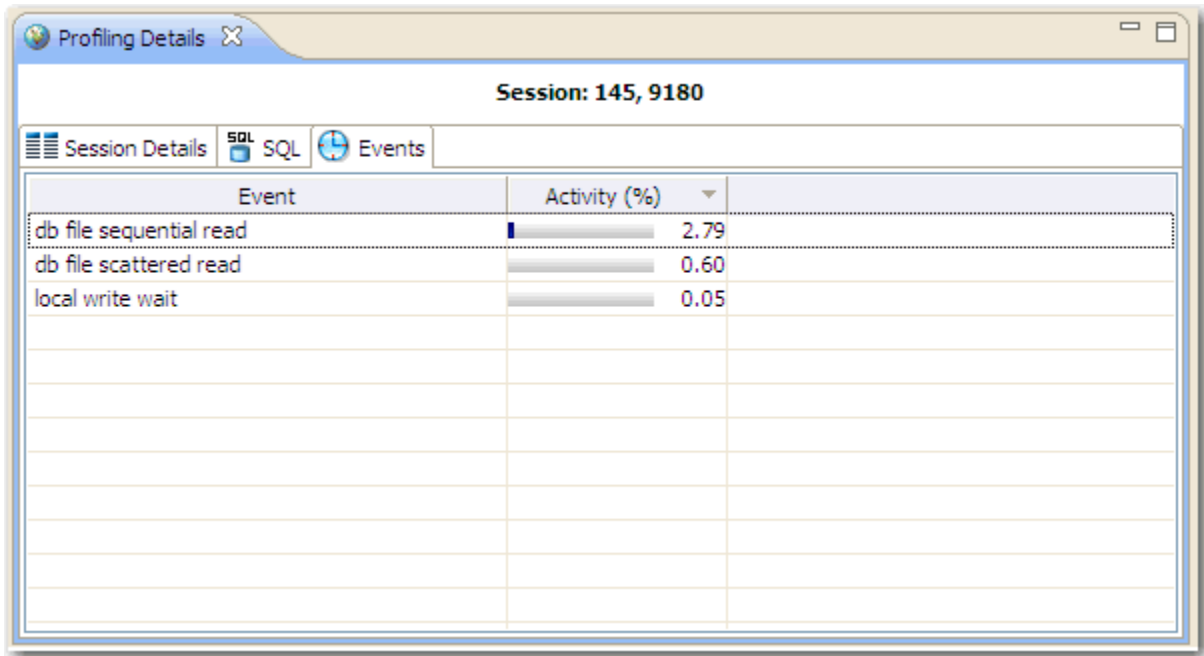 Profiling Details
Session: 145, 9180
Session Details SQL SQL Events
Event Activity (%)
db file sequential read 2.79
db file scattered read 0.60
local write wait 0.05